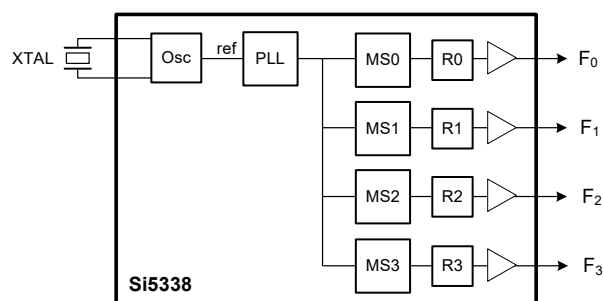 XTAL
Osc
ref
PLL
MS0
R0
F0
MS1
R1
F1
MS2
R2
F2
MS3
R3
F3
Si5338